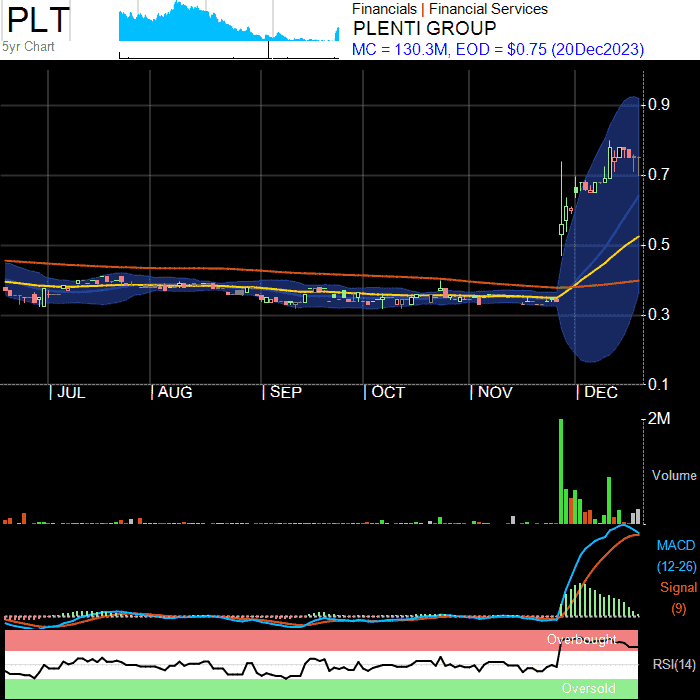 PLT
5yr Chart
Financials | Financial Services
PLENTI GROUP
MC = 130.3M, EOD = $0.75 (20Dec2023)
0.9
0.7
0.5
0.3
0.1
| JUL | AUG | SEP | OCT | NOV | DEC
2M
Volume
MACD
(12-26)
Signal
(9)
Overbought
RSI(14)
Oversold